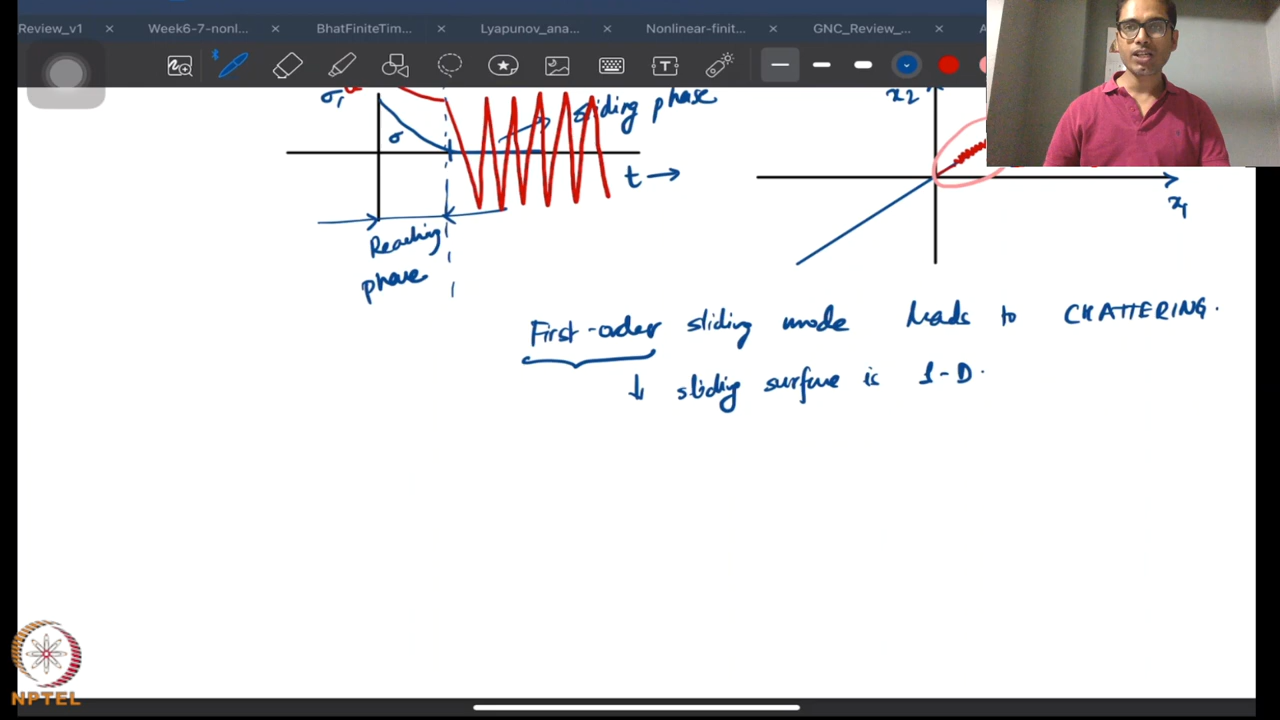 Review_v1 Week6-7-nonl... BhatFiniteTim... Lyapunov_ana... Nonlinear-finit... GNC_Review_...
σ,u
sliding phase
x2
σ
t
x1
Reaching
phase
First-order sliding mode leads to CHATTERING.
↓ sliding surface is 1-D.
NPTEL